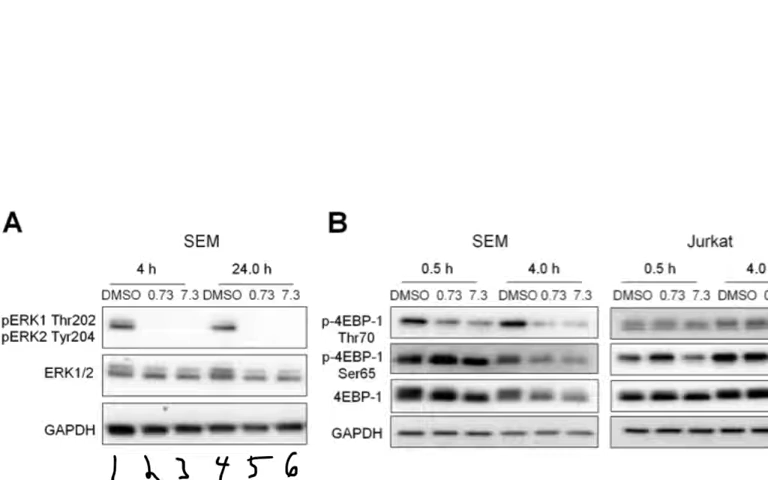 A
SEM
4 h 24.0 h
DMSO 0.73 7.3 DMSO 0.73 7.3
pERK1 Thr202
pERK2 Tyr204
ERK1/2
GAPDH
1 2 3 4 5 6
B
SEM Jurkat
0.5 h 4.0 h 0.5 h 4.0
DMSO 0.73 7.3 DMSO 0.73 7.3 DMSO 0.73 7.3 DMSO
p-4EBP-1
Thr70
p-4EBP-1
Ser65
4EBP-1
GAPDH